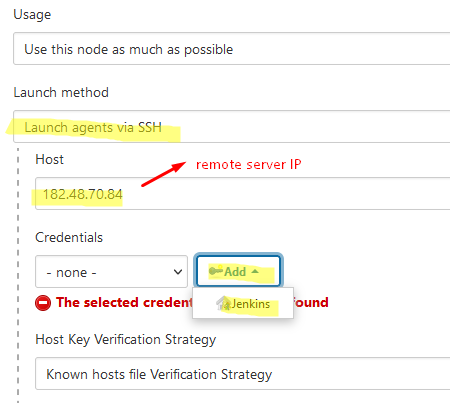 Usage
Use this node as much as possible
Launch method
Launch agents via SSH
Host
remote server IP
182.48.70.84
Credentials
- none -
Add
Jenkins
The selected credent found
Host Key Verification Strategy
Known hosts file Verification Strategy